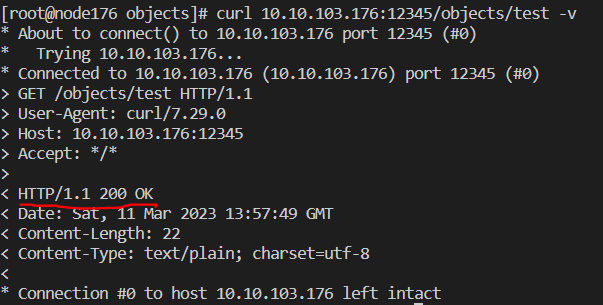 [root@node176 objects]# curl 10.10.103.176:12345/objects/test -v
* About to connect() to 10.10.103.176 port 12345 (#0)
*   Trying 10.10.103.176...
* Connected to 10.10.103.176 (10.10.103.176) port 12345 (#0)
> GET /objects/test HTTP/1.1
> User-Agent: curl/7.29.0
> Host: 10.10.103.176:12345
> Accept: */*
>
< HTTP/1.1 200 OK
< Date: Sat, 11 Mar 2023 13:57:49 GMT
< Content-Length: 22
< Content-Type: text/plain; charset=utf-8
<
* Connection #0 to host 10.10.103.176 left intact